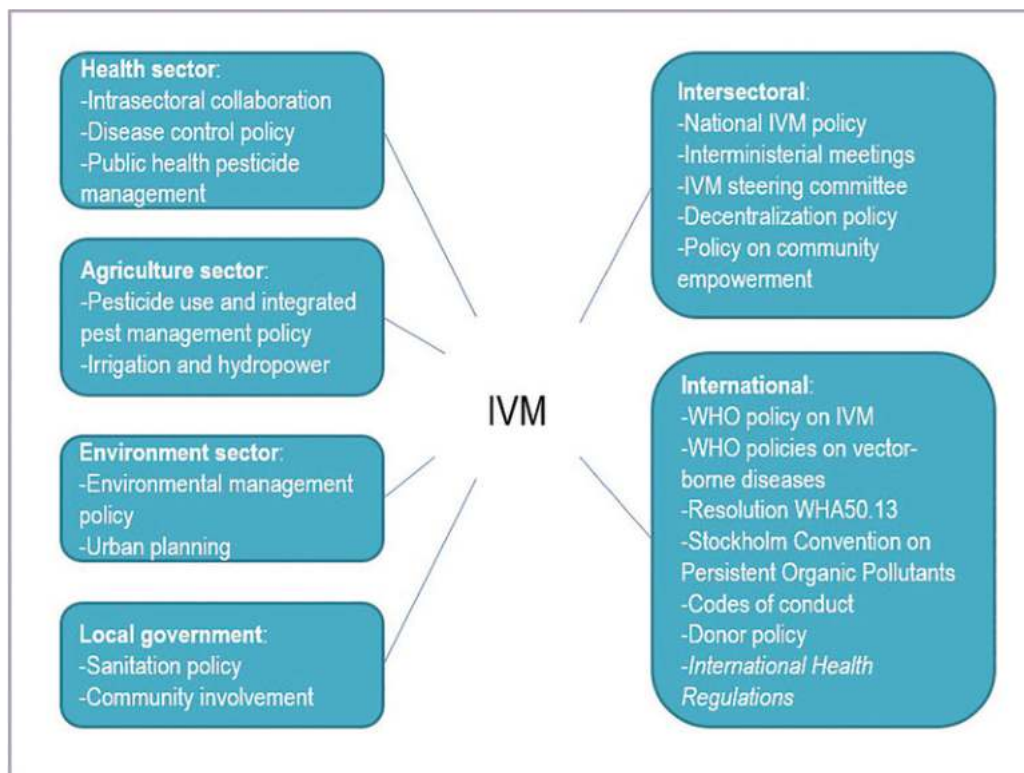 Health sector:
-Intrasectoral collaboration
-Disease control policy
-Public health pesticide
management
Agriculture sector:
-Pesticide use and integrated
pest management policy
-Irrigation and hydropower
Environment sector:
-Environmental management
policy
-Urban planning
Local government:
-Sanitation policy
-Community involvement
IVM
Intersectoral:
-National IVM policy
-Interministerial meetings
-IVM steering committee
-Decentralization policy
-Policy on community
empowerment
International:
-WHO policy on IVM
-WHO policies on vector-
borne diseases
-Resolution WHA50.13
-Stockholm Convention on
Persistent Organic Pollutants
-Codes of conduct
-Donor policy
-International Health
Regulations